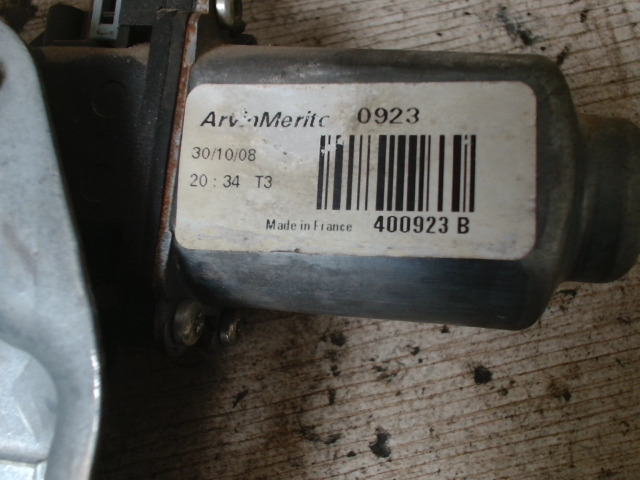 ArvinMeritor 0923
30/10/08
20 : 34 T3
Made in France 400923 B